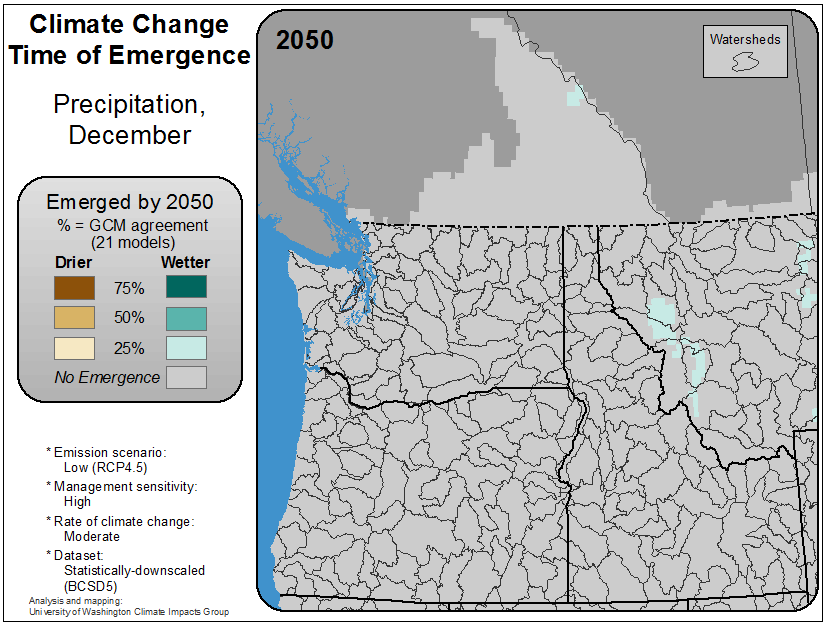 Climate Change
Time of Emergence
Precipitation,
December
Emerged by 2050
% = GCM agreement
(21 models)
Drier Wetter
75%
50%
25%
No Emergence
* Emission scenario:
Low (RCP4.5)
* Management sensitivity:
High
* Rate of climate change:
Moderate
* Dataset:
Statistically-downscaled
(BCSD5)
Analysis and mapping:
University of Washington Climate Impacts Group
2050
Watersheds